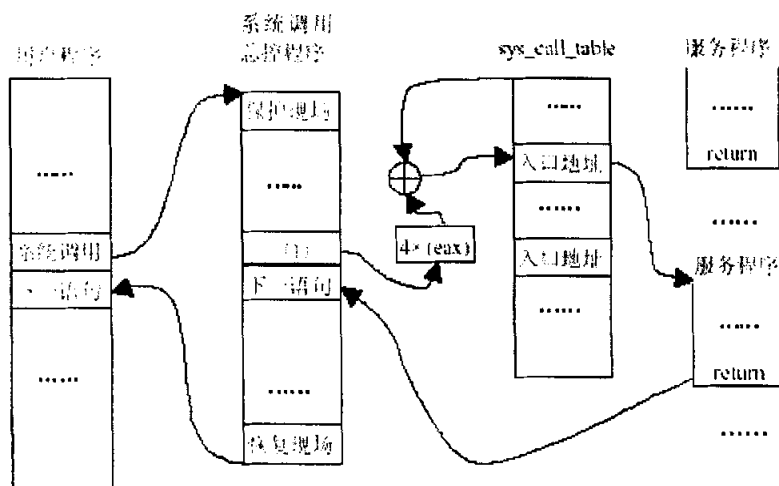 用户程序
……
系统调用
下一语句
……
系统调用
总控程序
保护现场
……
(1)
下一语句
……
恢复现场
4×(eax)
sys_call_table
……
入口地址
……
入口地址
……
服务程序
……
return
……
服务程序
……
return
……